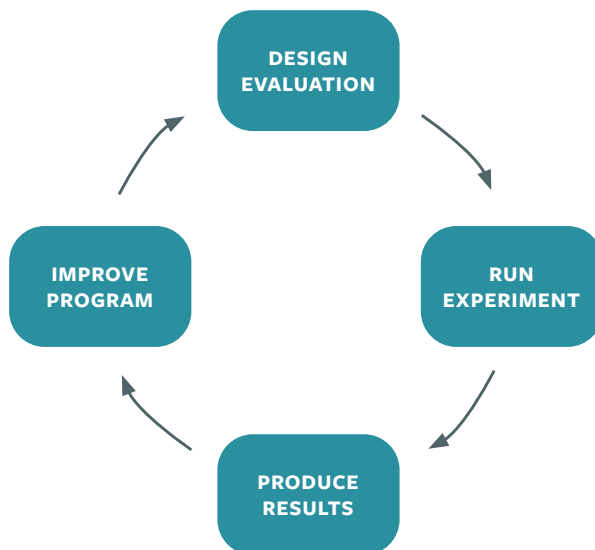 DESIGN
EVALUATION
RUN
EXPERIMENT
PRODUCE
RESULTS
IMPROVE
PROGRAM